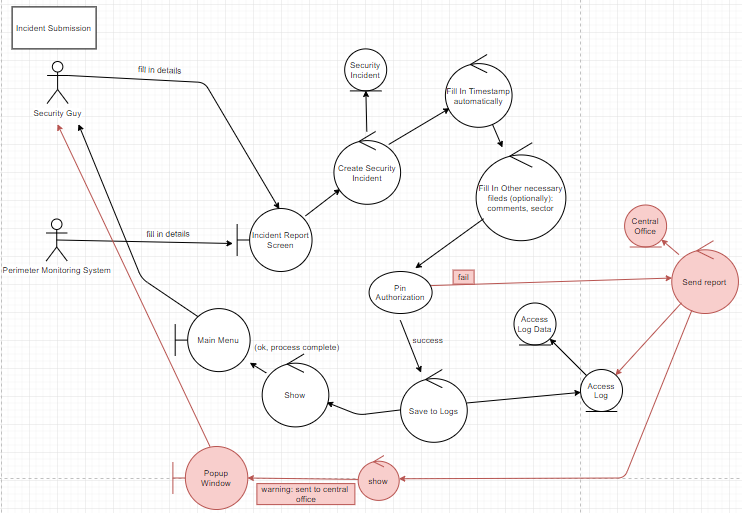 Incident Submission
fill in details
Security Guy
Security
Incident
Fill In Timestamp
automatically
Create Security
Incident
Fill In Other necessary
fileds (optionally):
comments, sector
fill in details
Perimeter Monitoring System
Incident Report
Screen
Central
Office
fail
Send report
Pin
Authorization
Main Menu
(ok, process complete)
success
Access
Log Data
Show
Save to Logs
Access
Log
Popup
Window
show
warning: sent to central
office